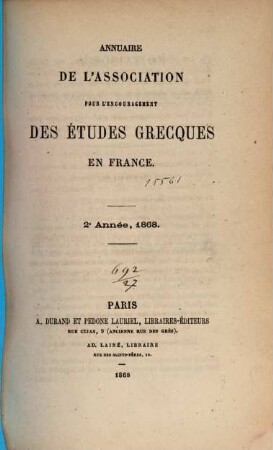 ANNUAIRE
DE L'ASSOCIATION
POUR L'ENCOURAGEMENT
DES ÉTUDES GRECQUES
EN FRANCE.
15561
2e Année, 1868.
692
27
PARIS
A. DURAND ET PEDONE LAURIEL, LIBRAIRES-ÉDITEURS
RUE CUJAS, 9 (ANCIENNE RUE DES GRÈS).
AD. LAINÉ, LIBRAIRE
RUE DES SAINTS-PÈRES, 19.
1868